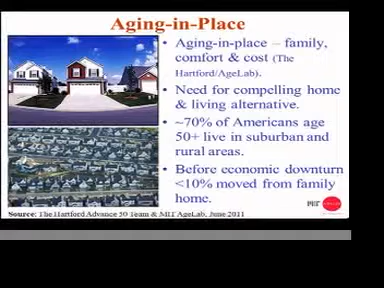 Aging-in-Place
• Aging-in-place – family,
comfort & cost (The
Hartford/AgeLab).
• Need for compelling home
& living alternative.
• ~70% of Americans age
50+ live in suburban and
rural areas.
• Before economic downturn
<10% moved from family
home.
Source: The Hartford Advance 50 Team & MIT AgeLab, June 2011
MIT